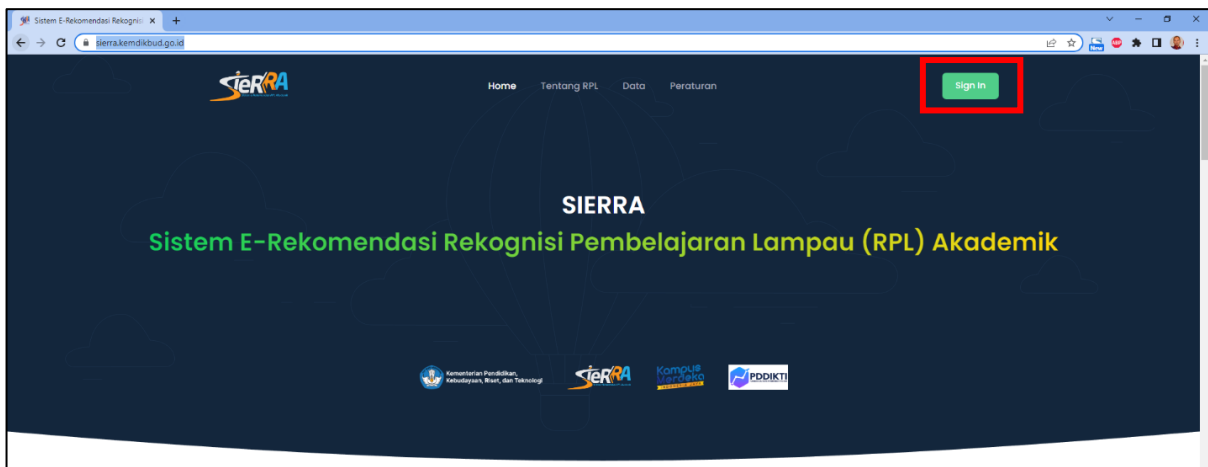 Sistem E-Rekomendasi Rekognisi
sierra.kemdikbud.go.id
SieRRA
Home Tentang RPL Data Peraturan
Sign In
SIERRA
Sistem E-Rekomendasi Rekognisi Pembelajaran Lampau (RPL) Akademik
Kementerian Pendidikan,
Kebudayaan, Riset, dan Teknologi
SieRRA
Kampus
Merdeka
PDDIKTI